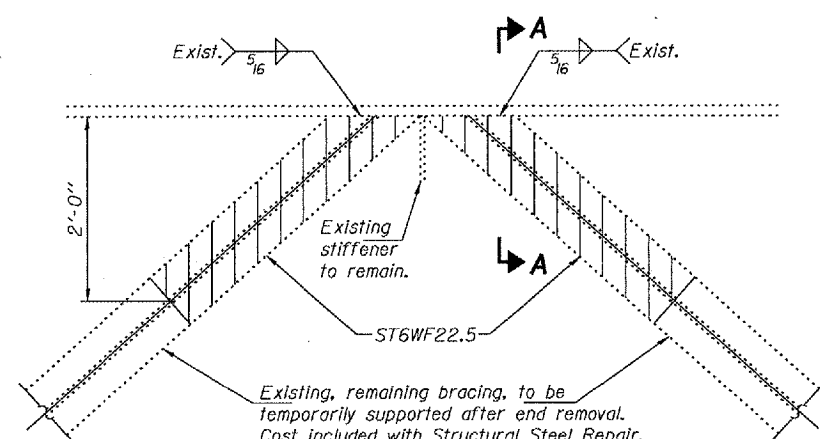 A
Exist. 5/16
5/16 Exist.
2'-0"
Existing
stiffener
to remain.
A
ST6WF22.5
Existing, remaining bracing, to be
temporarily supported after end removal.
Cost included with Structural Steel Repair.